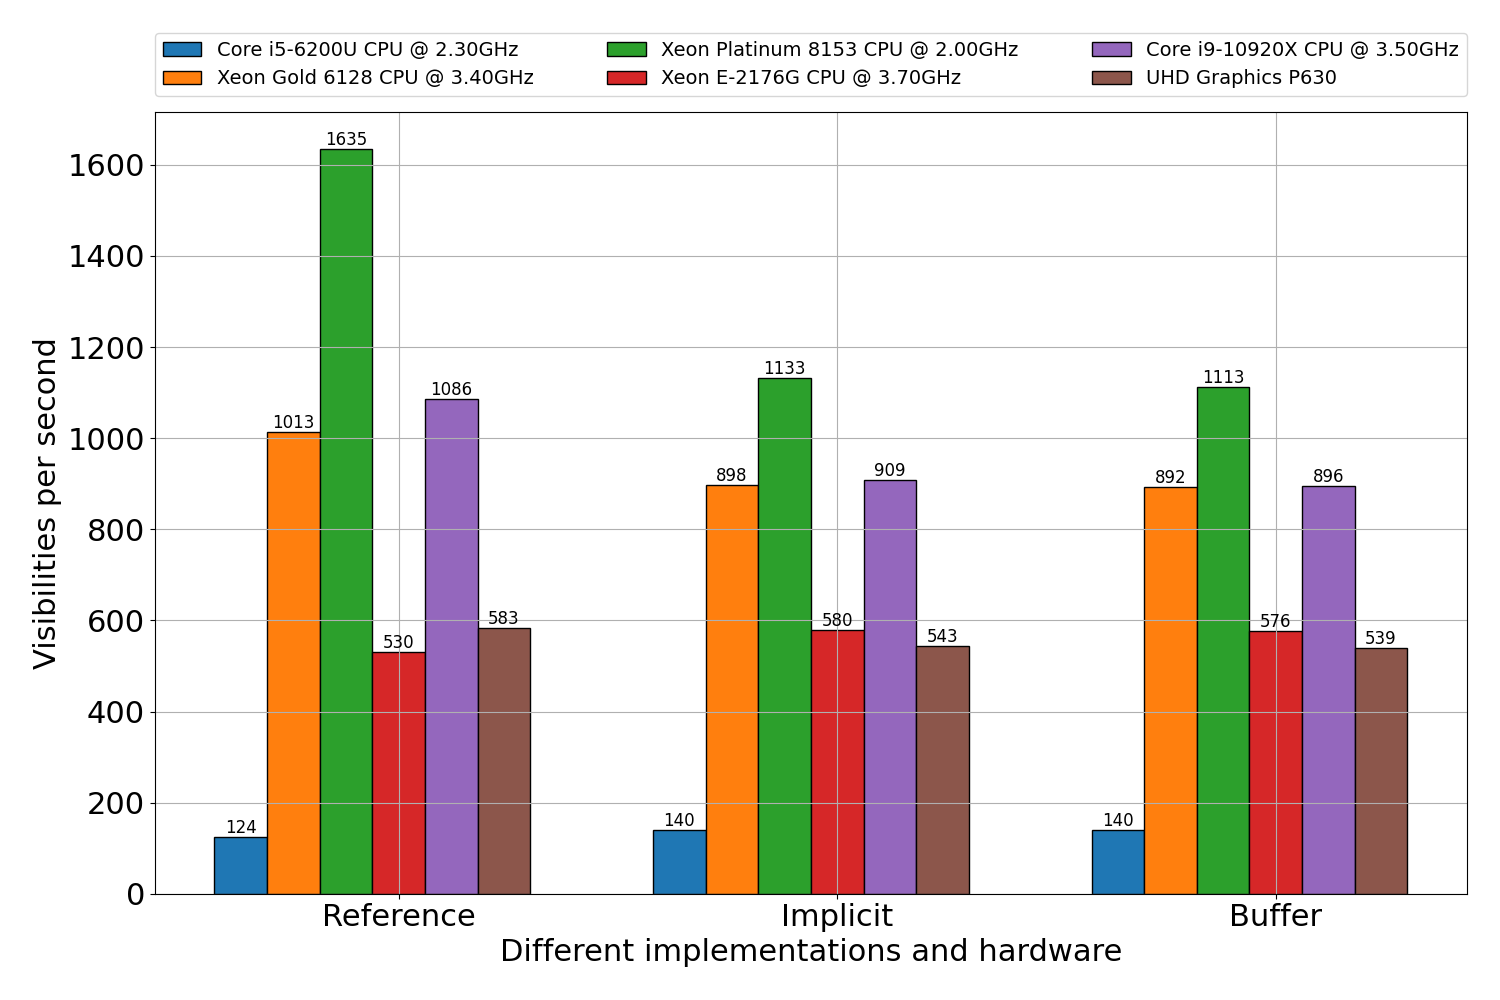 Core i5-6200U CPU @ 2.30GHz
Xeon Gold 6128 CPU @ 3.40GHz
Xeon Platinum 8153 CPU @ 2.00GHz
Xeon E-2176G CPU @ 3.70GHz
Core i9-10920X CPU @ 3.50GHz
UHD Graphics P630
Visibilities per second
1600
1400
1200
1000
800
600
400
200
0
124
1013
1635
530
1086
583
140
898
1133
580
909
543
140
892
1113
576
896
539
Reference
Implicit
Buffer
Different implementations and hardware